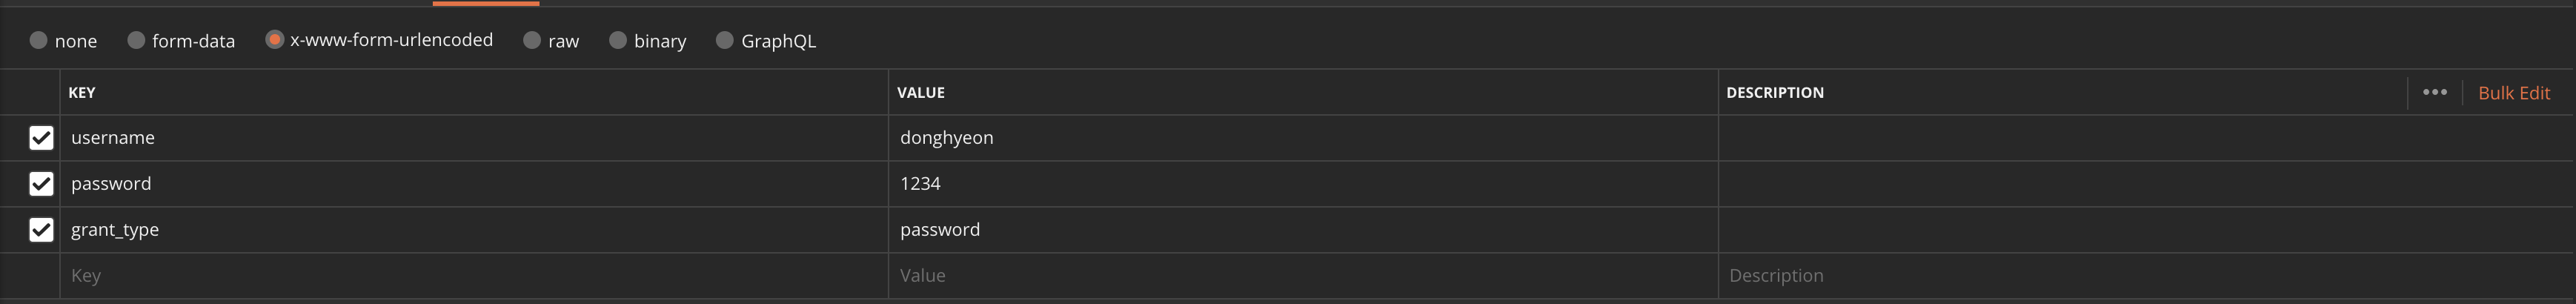 none form-data x-www-form-urlencoded raw binary GraphQL
KEY VALUE DESCRIPTION ••• Bulk Edit
username donghyeon
password 1234
grant_type password
Key Value Description